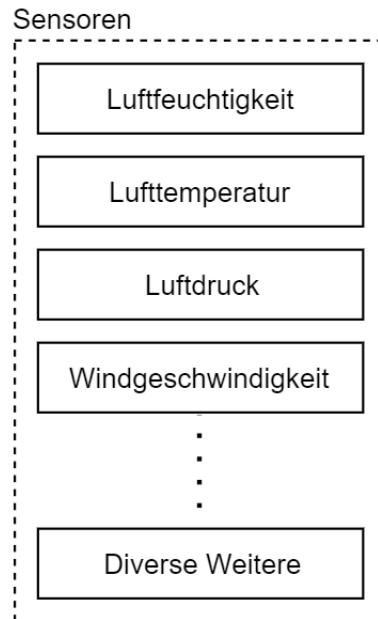 Sensoren
Luftfeuchtigkeit
Lufttemperatur
Luftdruck
Windgeschwindigkeit
Diverse Weitere